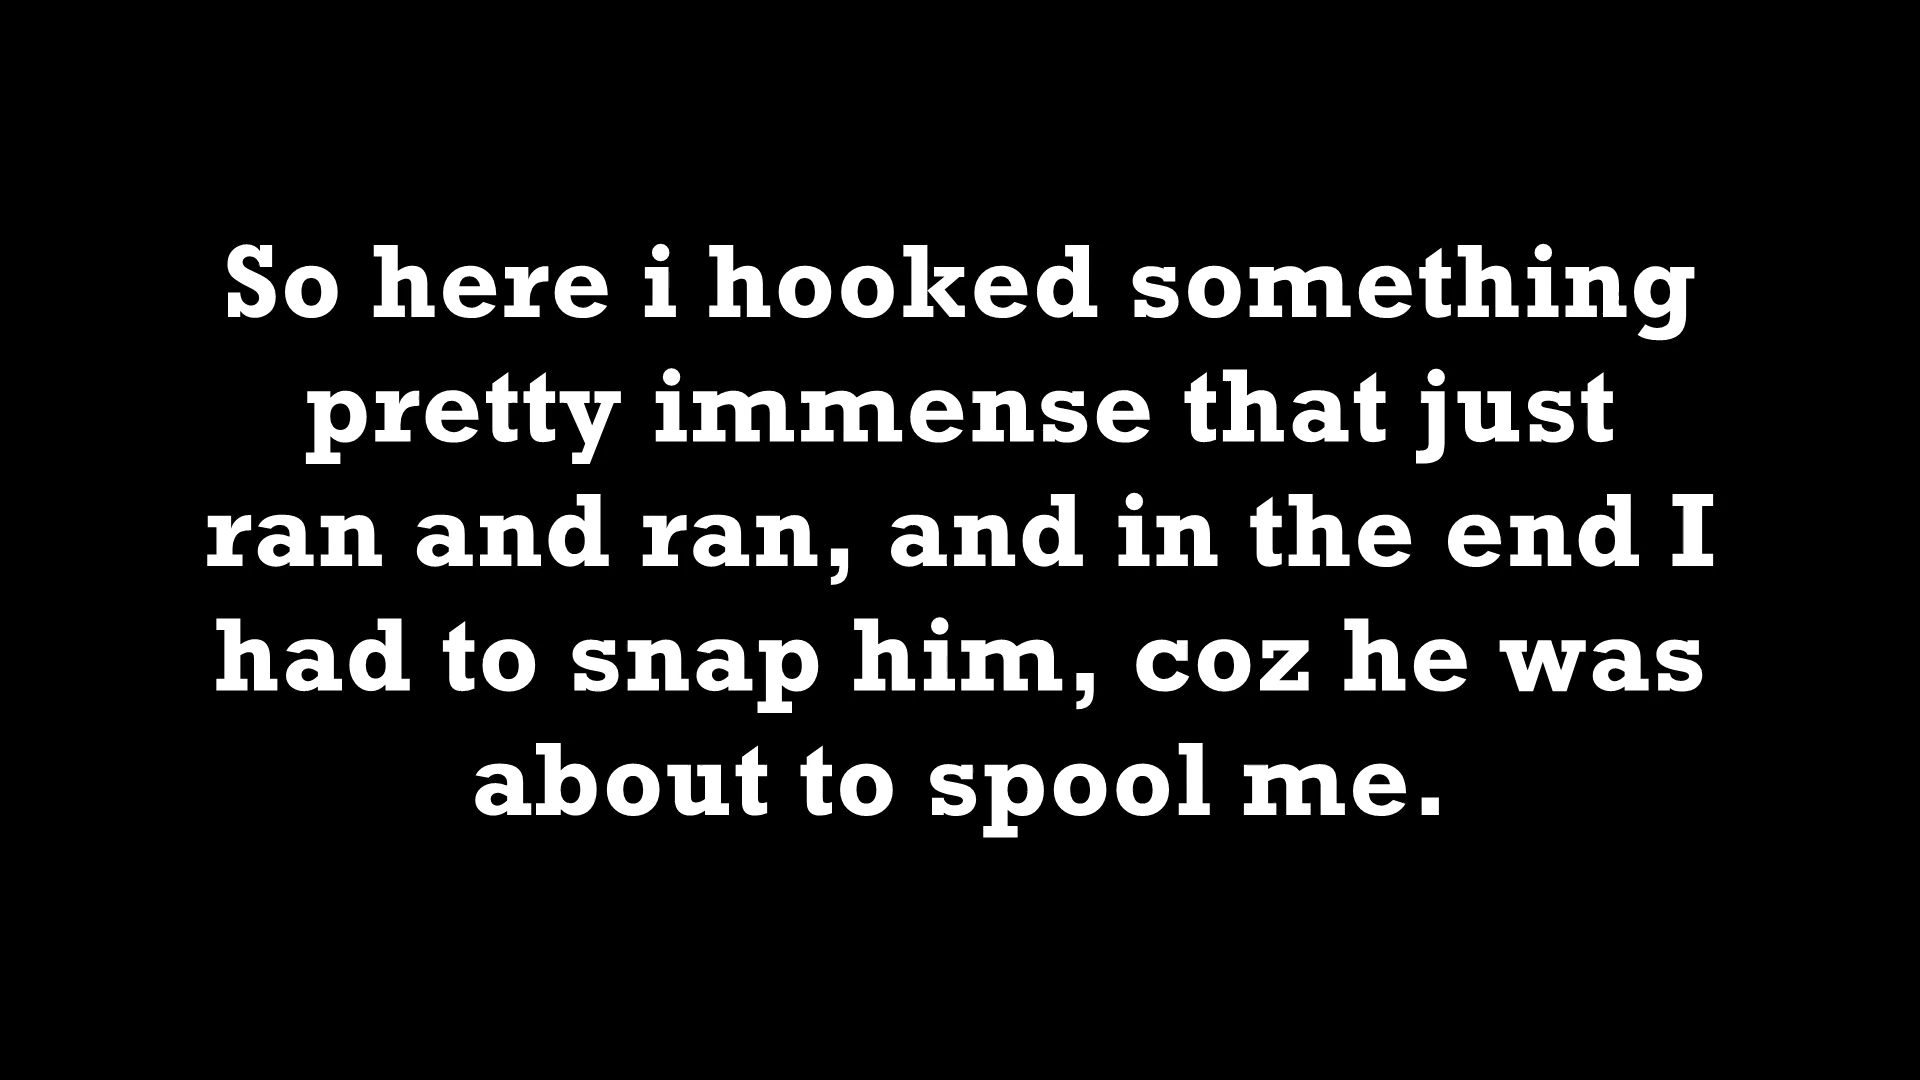 So here i hooked something
pretty immense that just
ran and ran, and in the end I
had to snap him, coz he was
about to spool me.